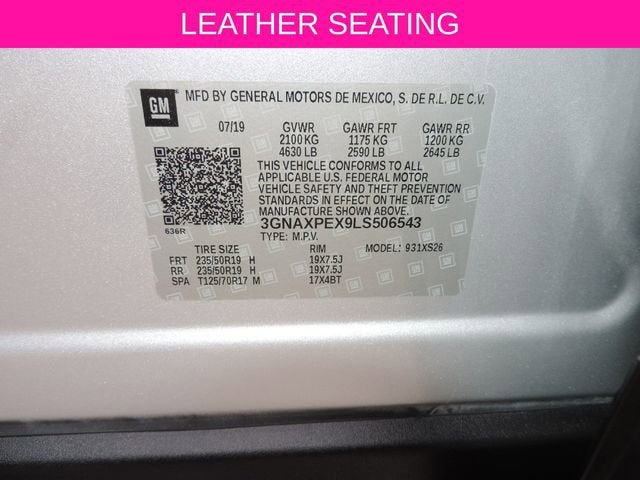 LEATHER SEATING
GM
MFD BY GENERAL MOTORS DE MEXICO, S. DE R.L. DE C.V.
07/19 GVWR GAWR FRT GAWR RR
2100 KG 1175 KG 1200 KG
4630 LB 2590 LB 2645 LB
THIS VEHICLE CONFORMS TO ALL
APPLICABLE U.S. FEDERAL MOTOR
VEHICLE SAFETY AND THEFT PREVENTION
STANDARDS IN EFFECT ON THE DATE OF
MANUFACTURE SHOWN ABOVE.
3GNAXPEX9LS506543
636R
TYPE: M.P.V. MODEL: 931XS26
TIRE SIZE RIM
FRT 235/50R19 H 19X7.5J
RR 235/50R19 H 19X7.5J
SPA T125/70R17 M 17X4BT